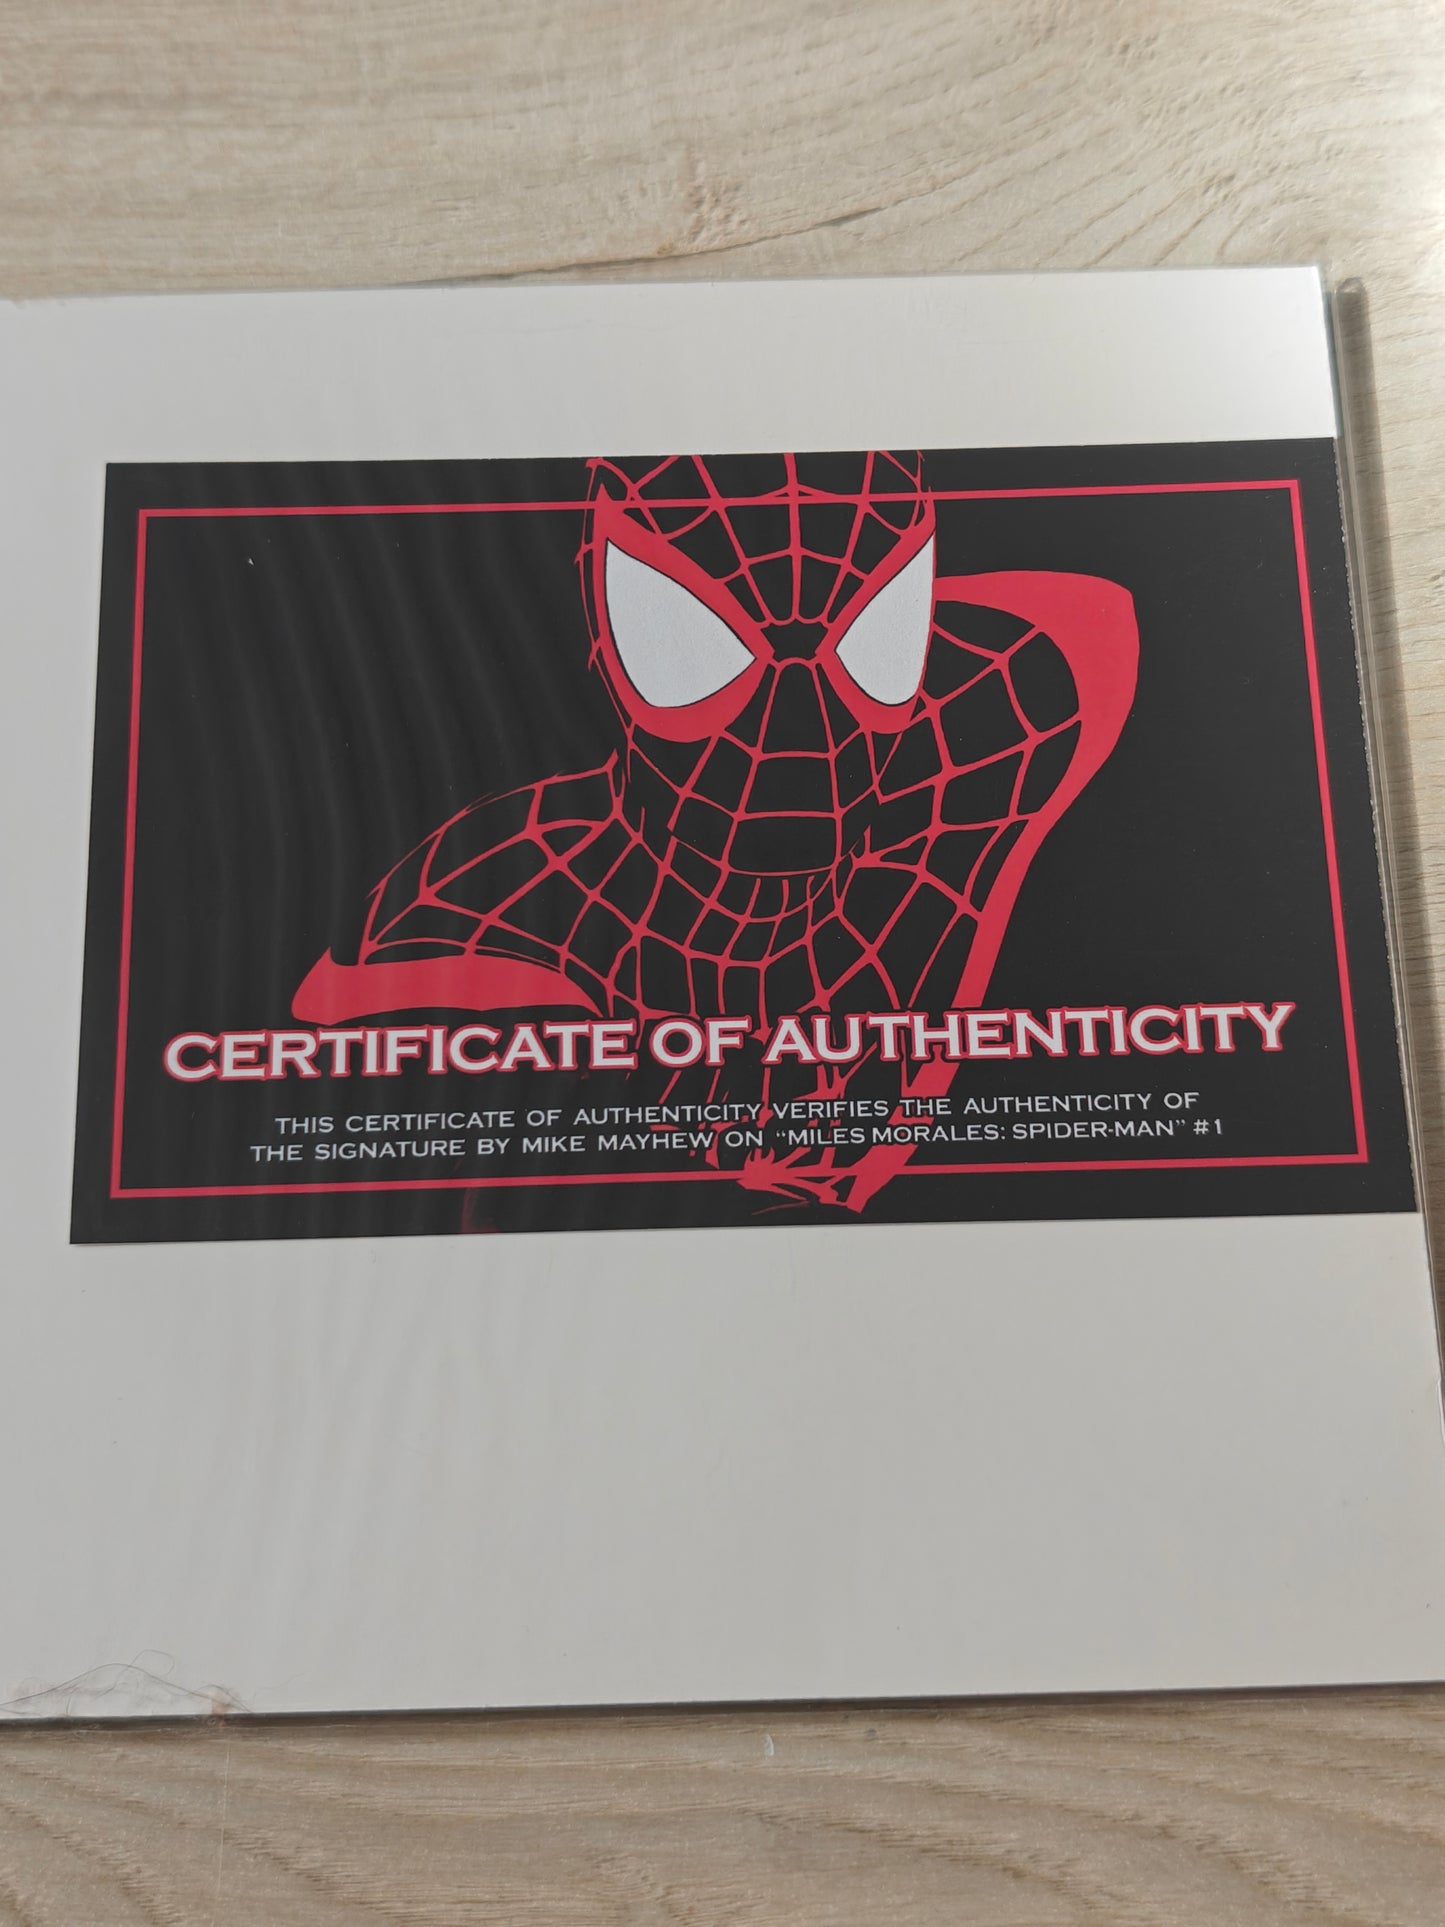 CERTIFICATE OF AUTHENTICITY
THIS CERTIFICATE OF AUTHENTICITY VERIFIES THE AUTHENTICITY OF
THE SIGNATURE BY MIKE MAYHEW ON “MILES MORALES: SPIDER-MAN” #1